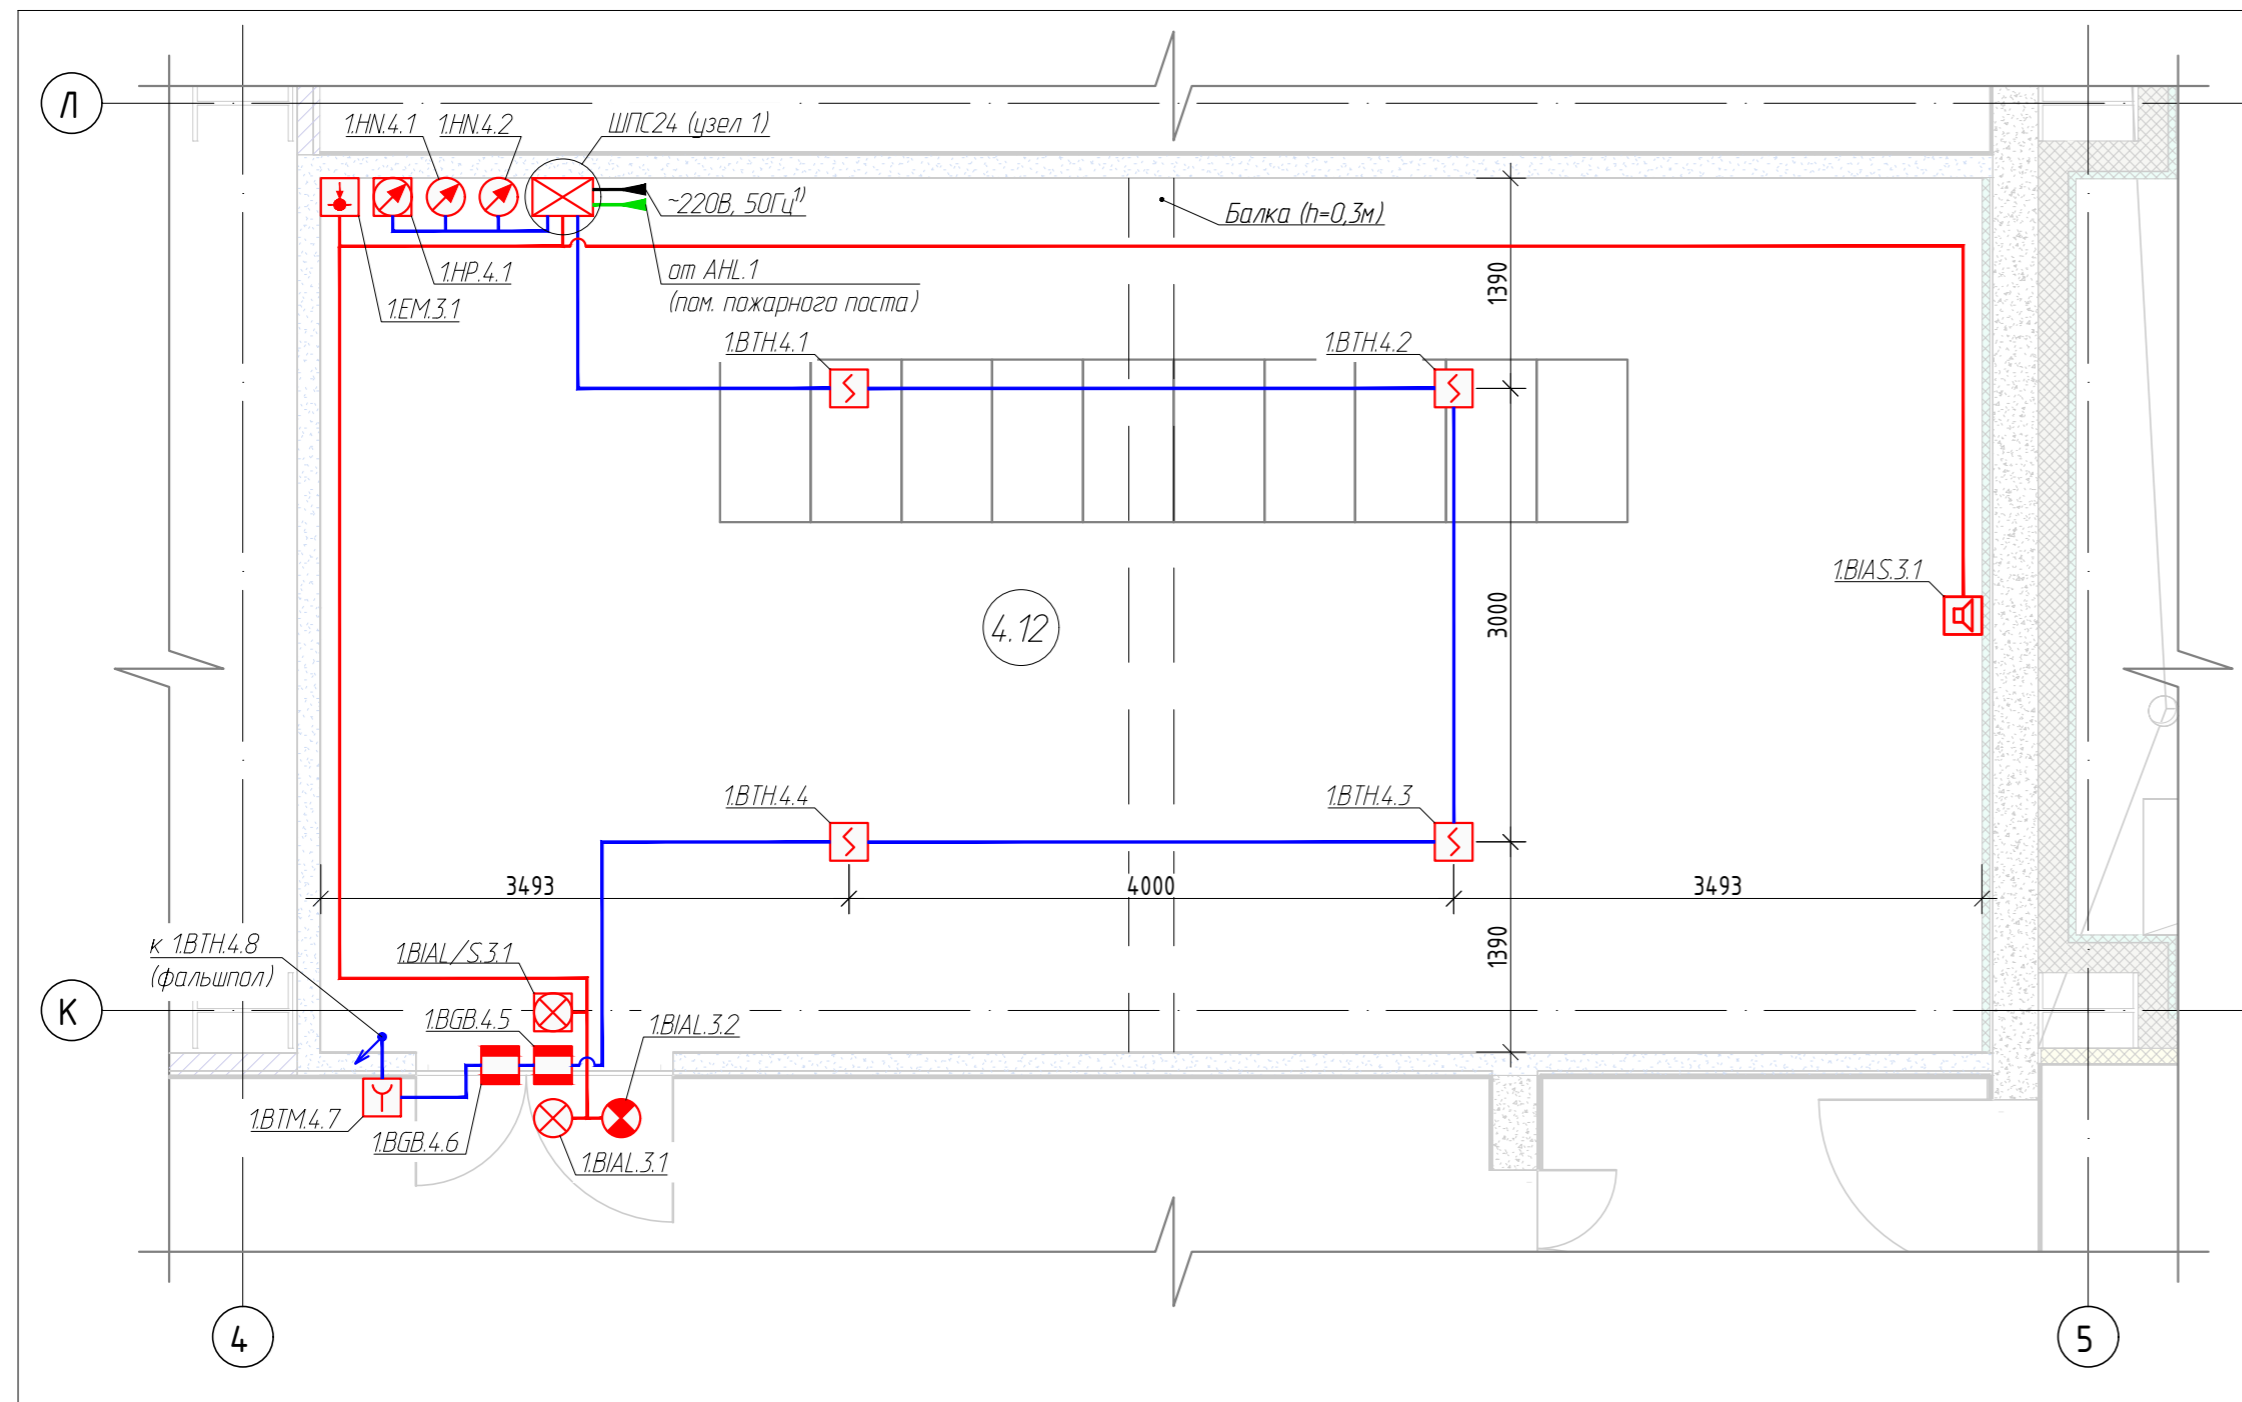 Л
1.HN.4.1
1.HN.4.2
ШПС24 (узел 1)
~220В, 50Гц¹⁾
Балка (h=0,3м)
1.HP.4.1
от AHL.1
(пом. пожарного поста)
1.EM.3.1
1390
1.BTH.4.1
1.BTH.4.2
1.BIAS.3.1
3000
4.12
1.BTH.4.4
1.BTH.4.3
3493
4000
3493
к 1.BTH.4.8
(фальшпол)
1.BIAL/S.3.1
1390
К
1.BGB.4.5
1.BIAL.3.2
1.BTM.4.7
1.BGB.4.6
1.BIAL.3.1
4
5